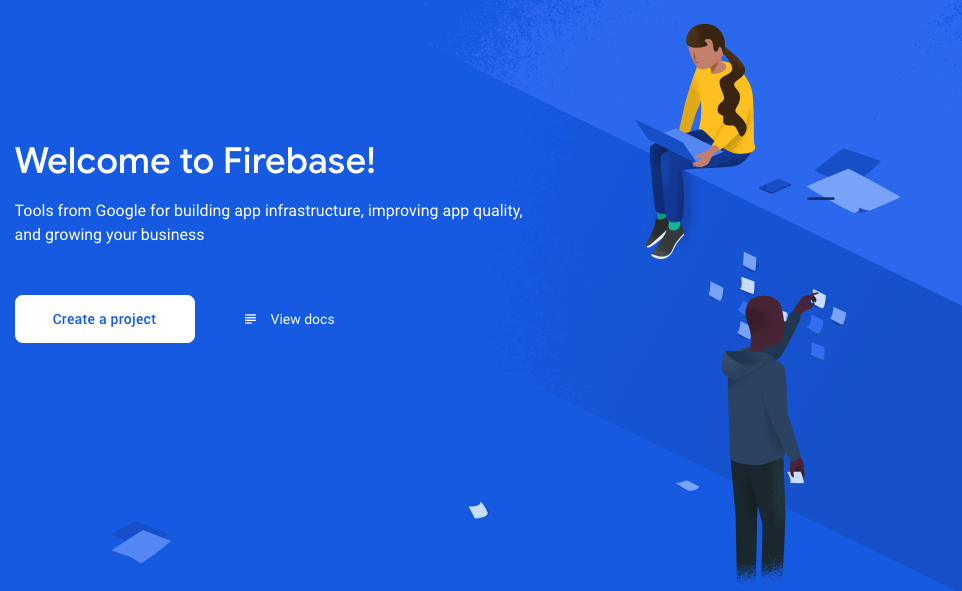 Welcome to Firebase!
Tools from Google for building app infrastructure, improving app quality,
and growing your business
Create a project
View docs